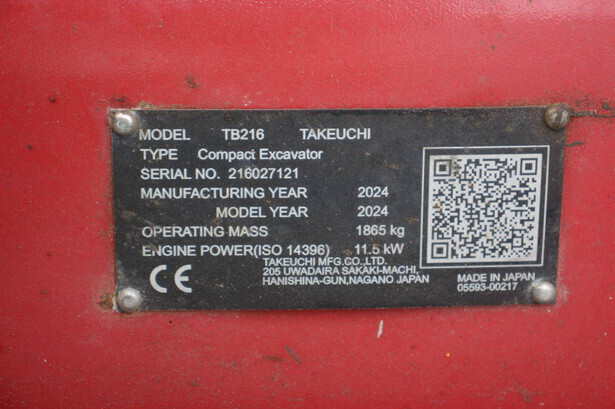 MODEL TB216 TAKEUCHI
TYPE Compact Excavator
SERIAL NO. 216027121
MANUFACTURING YEAR 2024
MODEL YEAR 2024
OPERATING MASS 1865 kg
ENGINE POWER(ISO 14396) 11.5 kW
TAKEUCHI MFG.CO.,LTD.
205 UWADAIRA SAKAKI-MACHI,
HANISHINA-GUN,NAGANO JAPAN
CE
MADE IN JAPAN
05593-00217